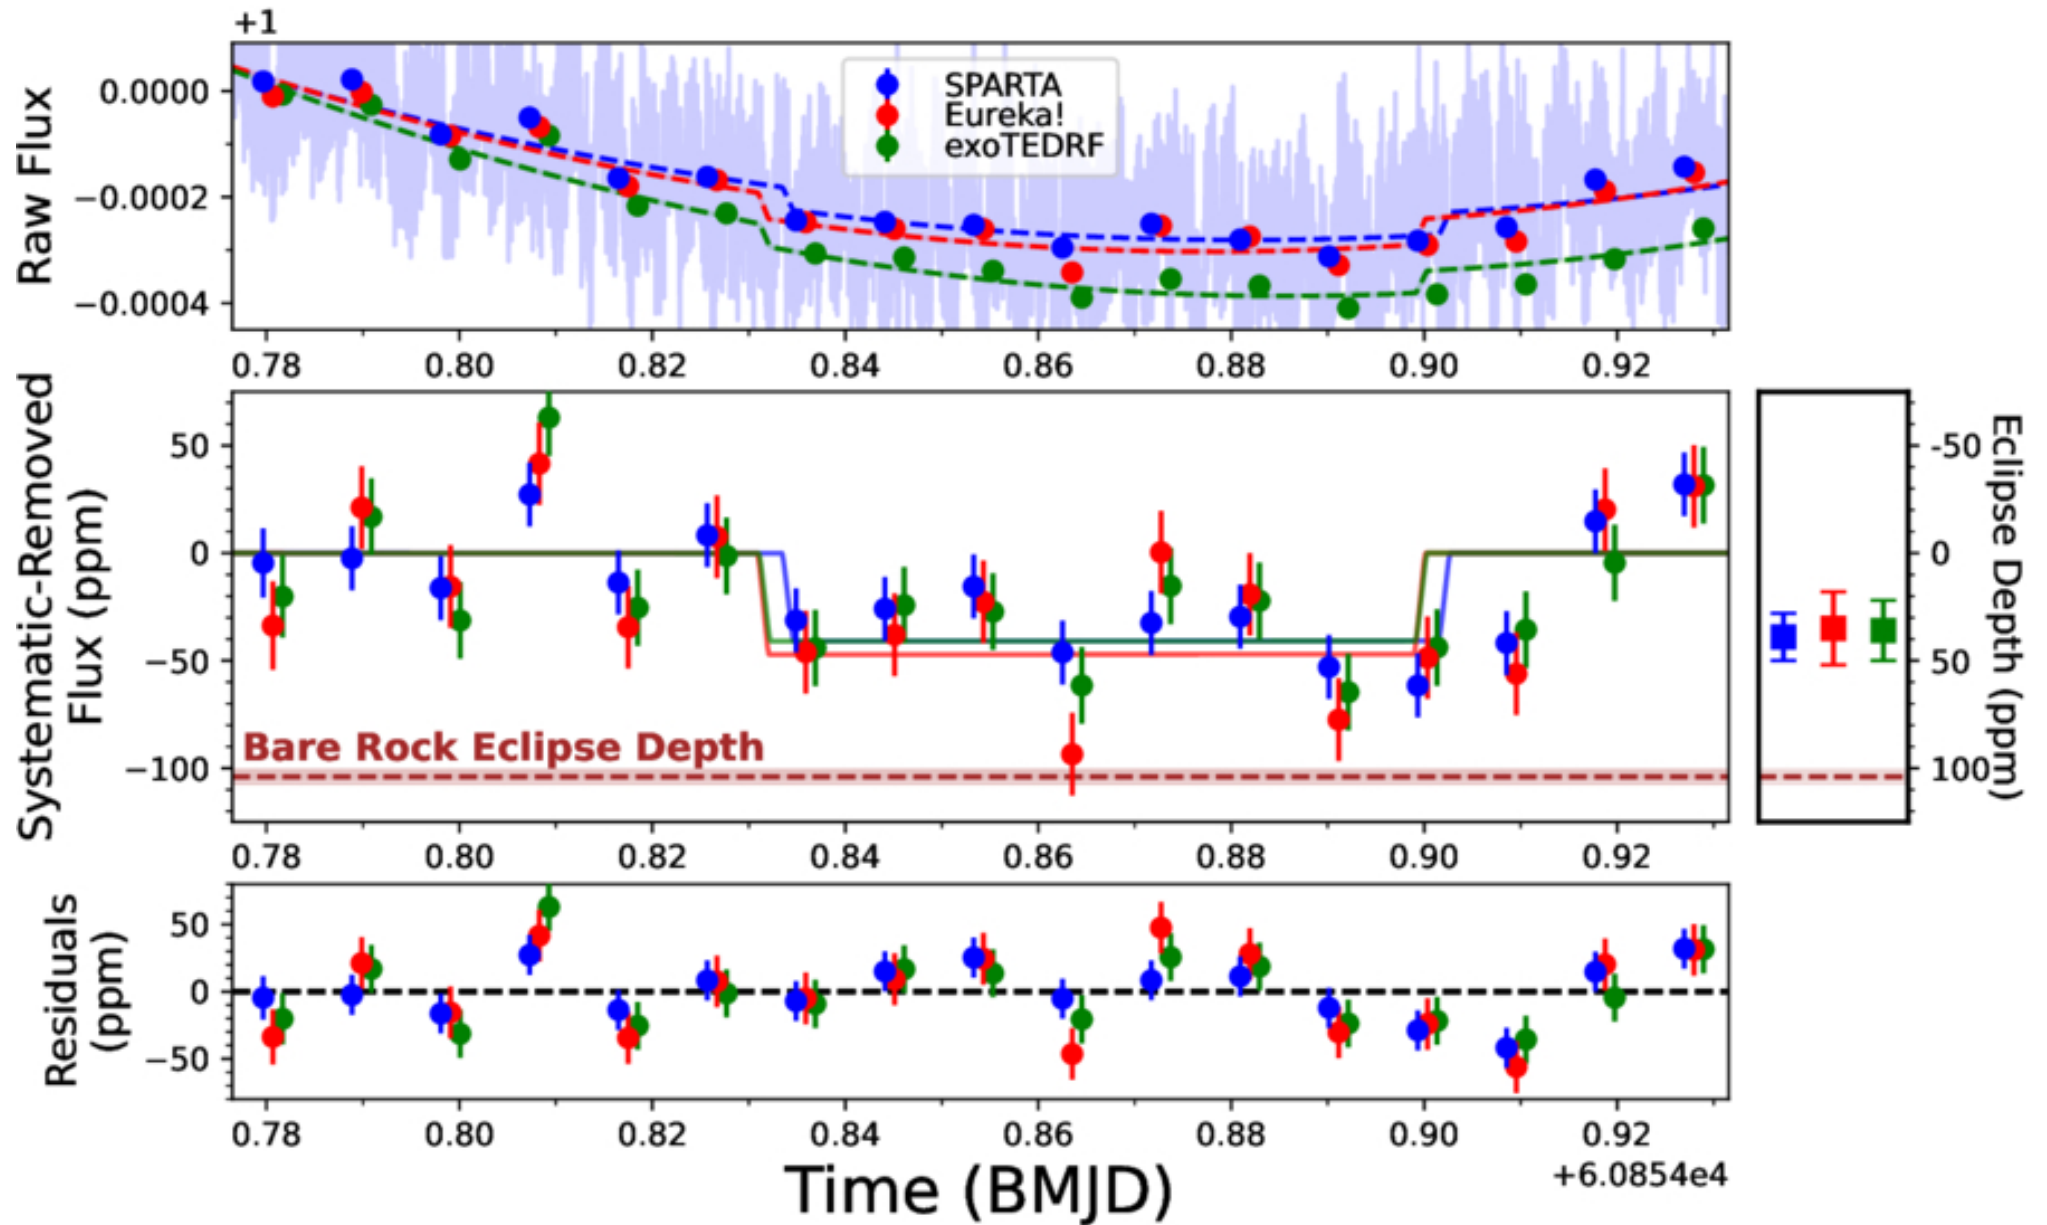 +1
Raw Flux
0.0000
−0.0002
−0.0004
SPARTA
Eureka!
exoTEDRF
0.78 0.80 0.82 0.84 0.86 0.88 0.90 0.92
Systematic-Removed
Flux (ppm)
50
0
−50
−100
Bare Rock Eclipse Depth
-50
0
50
100
Eclipse Depth (ppm)
0.78 0.80 0.82 0.84 0.86 0.88 0.90 0.92
Residuals
(ppm)
50
0
−50
0.78 0.80 0.82 0.84 0.86 0.88 0.90 0.92
Time (BMJD)
+6.0854e4